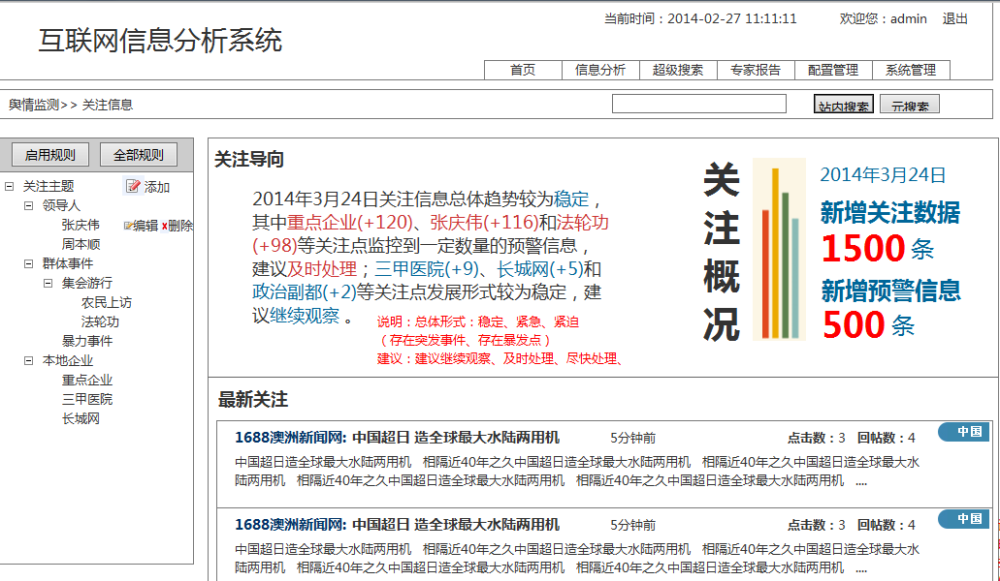 当前时间：2014-02-27 11:11:11 欢迎您：admin 退出
互联网信息分析系统
首页 信息分析 超级搜索 专家报告 配置管理 系统管理
舆情监测>> 关注信息 站内搜索 元搜索
启用规则 全部规则
关注主题 添加
领导人
张庆伟 编辑 x删除
周本顺
群体事件
集会游行
农民上访
法轮功
暴力事件
本地企业
重点企业
三甲医院
长城网
关注导向
2014年3月24日关注信息总体趋势较为稳定，
其中重点企业(+120)、张庆伟(+116)和法轮功
(+98)等关注点监控到一定数量的预警信息，
建议及时处理；三甲医院(+9)、长城网(+5)和
政治副都(+2)等关注点发展形式较为稳定，建
议继续观察 。
说明：总体形式：稳定、紧急、紧迫
（存在突发事件、存在暴发点）
建议：建议继续观察、及时处理、尽快处理、
关
注
概
况
2014年3月24日
新增关注数据
1500 条
新增预警信息
500 条
最新关注
1688澳洲新闻网: 中国超日 造全球最大水陆两用机 5分钟前 点击数：3 回帖数：4 中国
中国超日造全球最大水陆两用机 相隔近40年之久中国超日造全球最大水陆两用机 相隔近40年之久中国超日造全球最大水
陆两用机 相隔近40年之久中国超日造全球最大水陆两用机 相隔近40年之久中国超日造全球最大水陆两用机 ....
1688澳洲新闻网: 中国超日 造全球最大水陆两用机 5分钟前 点击数：3 回帖数：4 中国
中国超日造全球最大水陆两用机 相隔近40年之久中国超日造全球最大水陆两用机 相隔近40年之久中国超日造全球最大水
陆两用机 相隔近40年之久中国超日造全球最大水陆两用机 相隔近40年之久中国超日造全球最大水陆两用机 ....